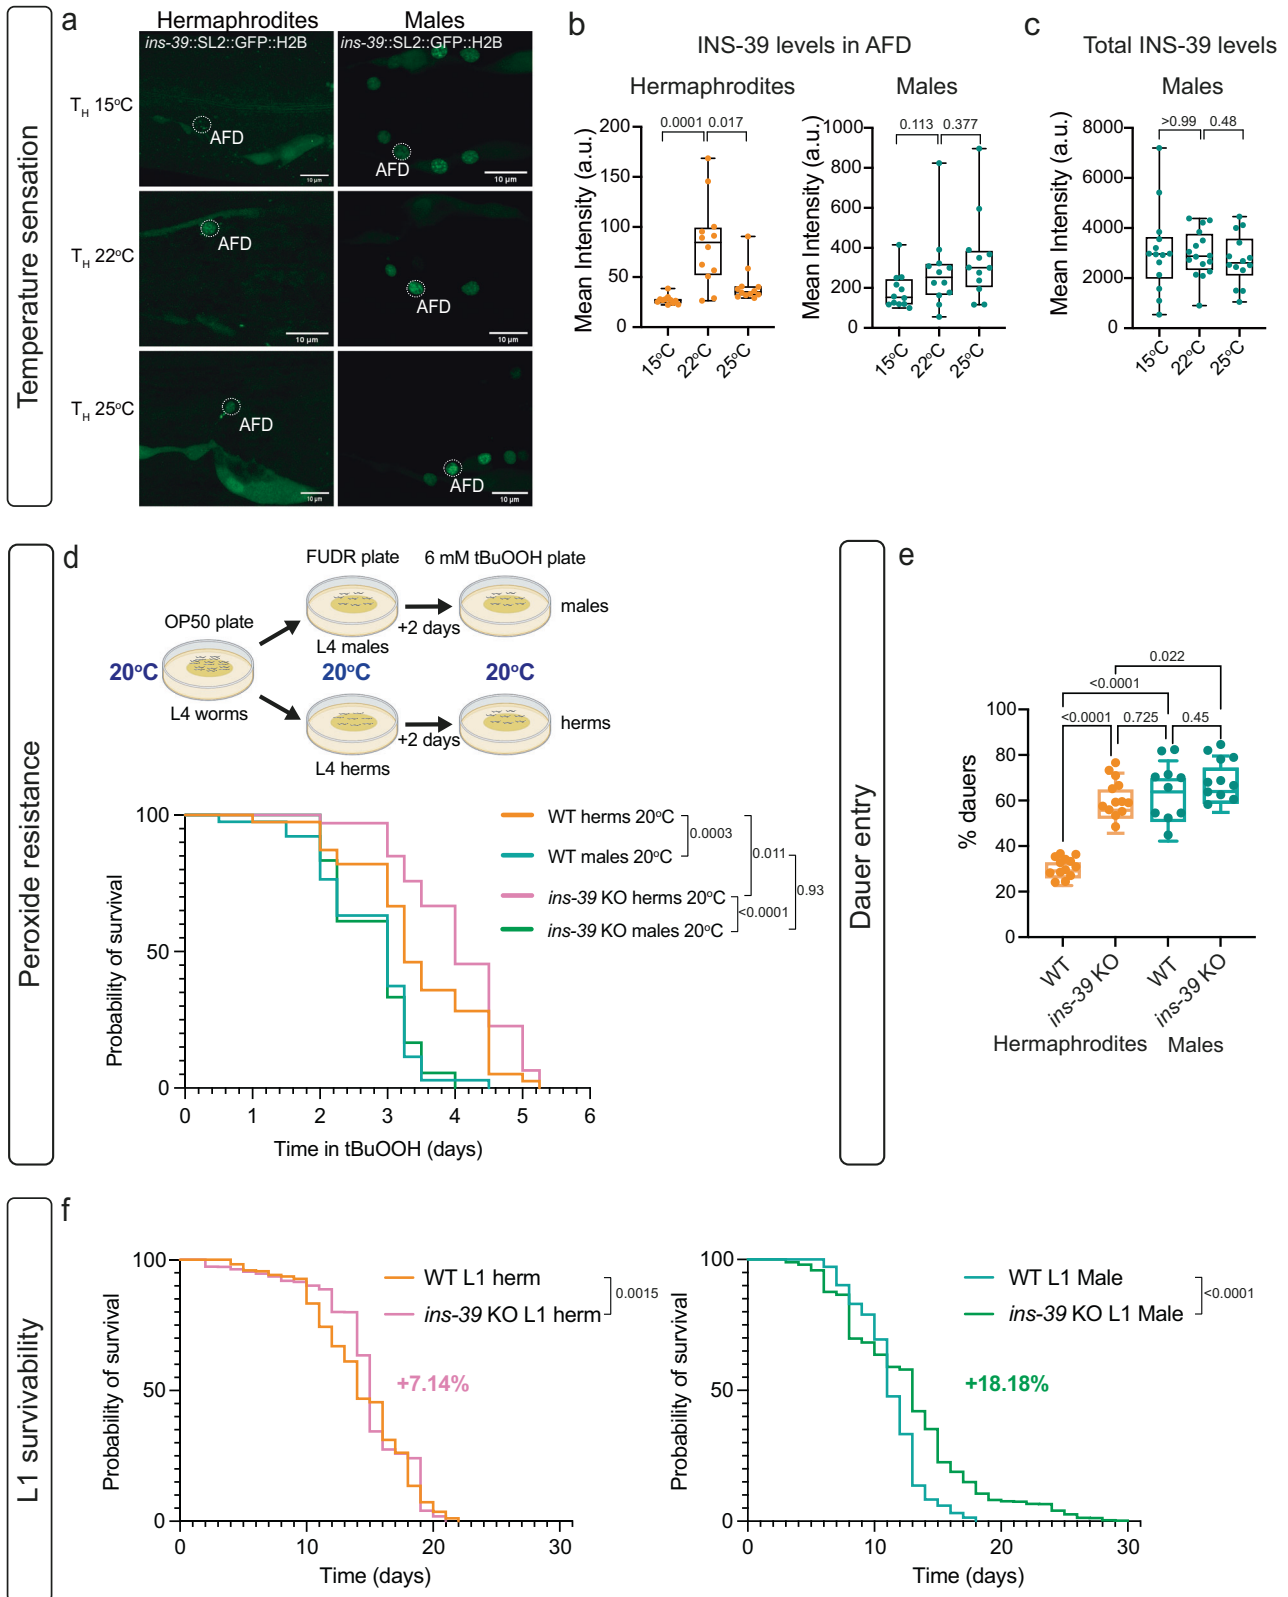 Temperature sensation
a
Hermaphrodites
Males
ins-39::SL2::GFP::H2B
ins-39::SL2::GFP::H2B
TH 15°C
AFD
10 μm
AFD
10 μm
TH 22°C
AFD
10 μm
AFD
10 μm
TH 25°C
AFD
10 μm
AFD
10 μm
b
INS-39 levels in AFD
Hermaphrodites
0.0001 0.017
Mean Intensity (a.u.)
200
150
100
50
0
15°C 22°C 25°C
Males
0.113 0.377
Mean Intensity (a.u.)
1000
800
600
400
200
0
15°C 22°C 25°C
c
Total INS-39 levels
Males
>0.99 0.48
Mean Intensity (a.u.)
8000
6000
4000
2000
0
15°C 22°C 25°C
Peroxide resistance
d
FUDR plate
6 mM tBuOOH plate
OP50 plate
+2 days
males
L4 males
20°C 20°C 20°C
L4 worms
+2 days
herms
L4 herms
Probability of survival
100
50
0
0 1 2 3 4 5 6
Time in tBuOOH (days)
WT herms 20°C
WT males 20°C
ins-39 KO herms 20°C
ins-39 KO males 20°C
0.0003
0.011
0.93
<0.0001
Dauer entry
e
0.022
<0.0001
<0.0001 0.725 0.45
% dauers
100
80
60
40
20
0
WT ins-39 KO WT ins-39 KO
Hermaphrodites Males
L1 survivability
f
Probability of survival
100
50
0
0 10 20 30
Time (days)
WT L1 herm
ins-39 KO L1 herm
0.0015
+7.14%
Probability of survival
100
50
0
0 10 20 30
Time (days)
WT L1 Male
ins-39 KO L1 Male
<0.0001
+18.18%